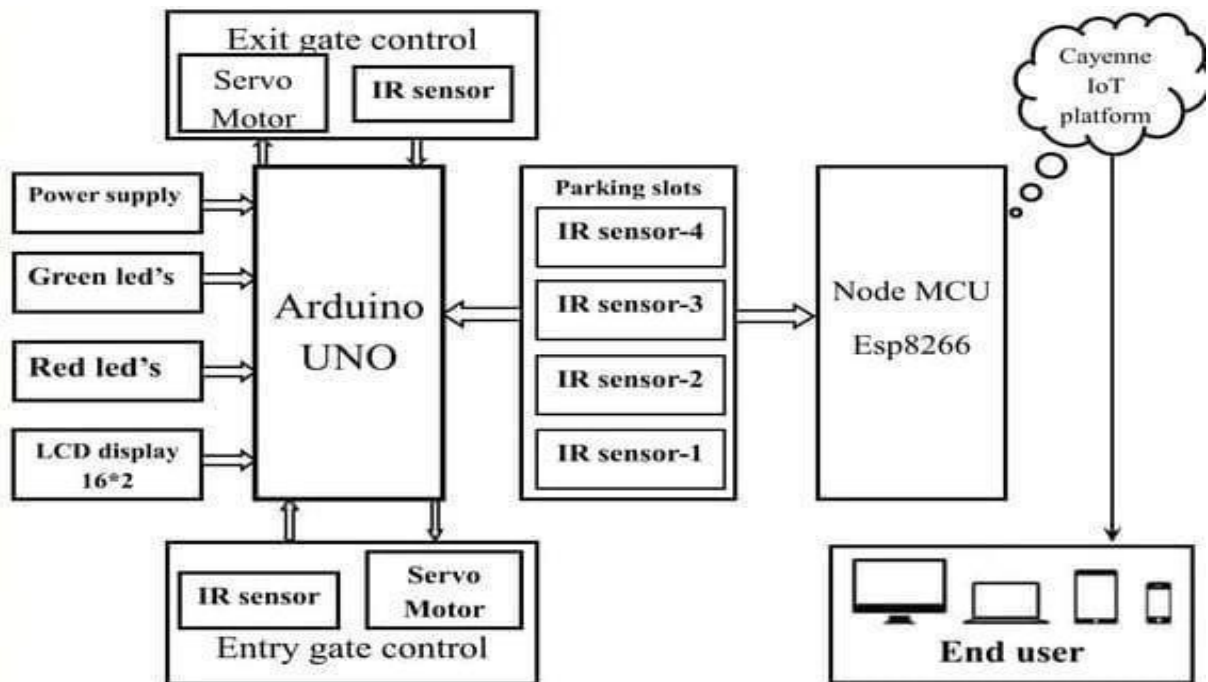 Exit gate control
Servo
Motor
IR sensor
Cayenne
IoT
platform
Power supply
Green led's
Red led's
LCD display
16*2
Arduino
UNO
Parking slots
IR sensor-4
IR sensor-3
IR sensor-2
IR sensor-1
Node MCU
Esp8266
IR sensor
Servo
Motor
Entry gate control
End user